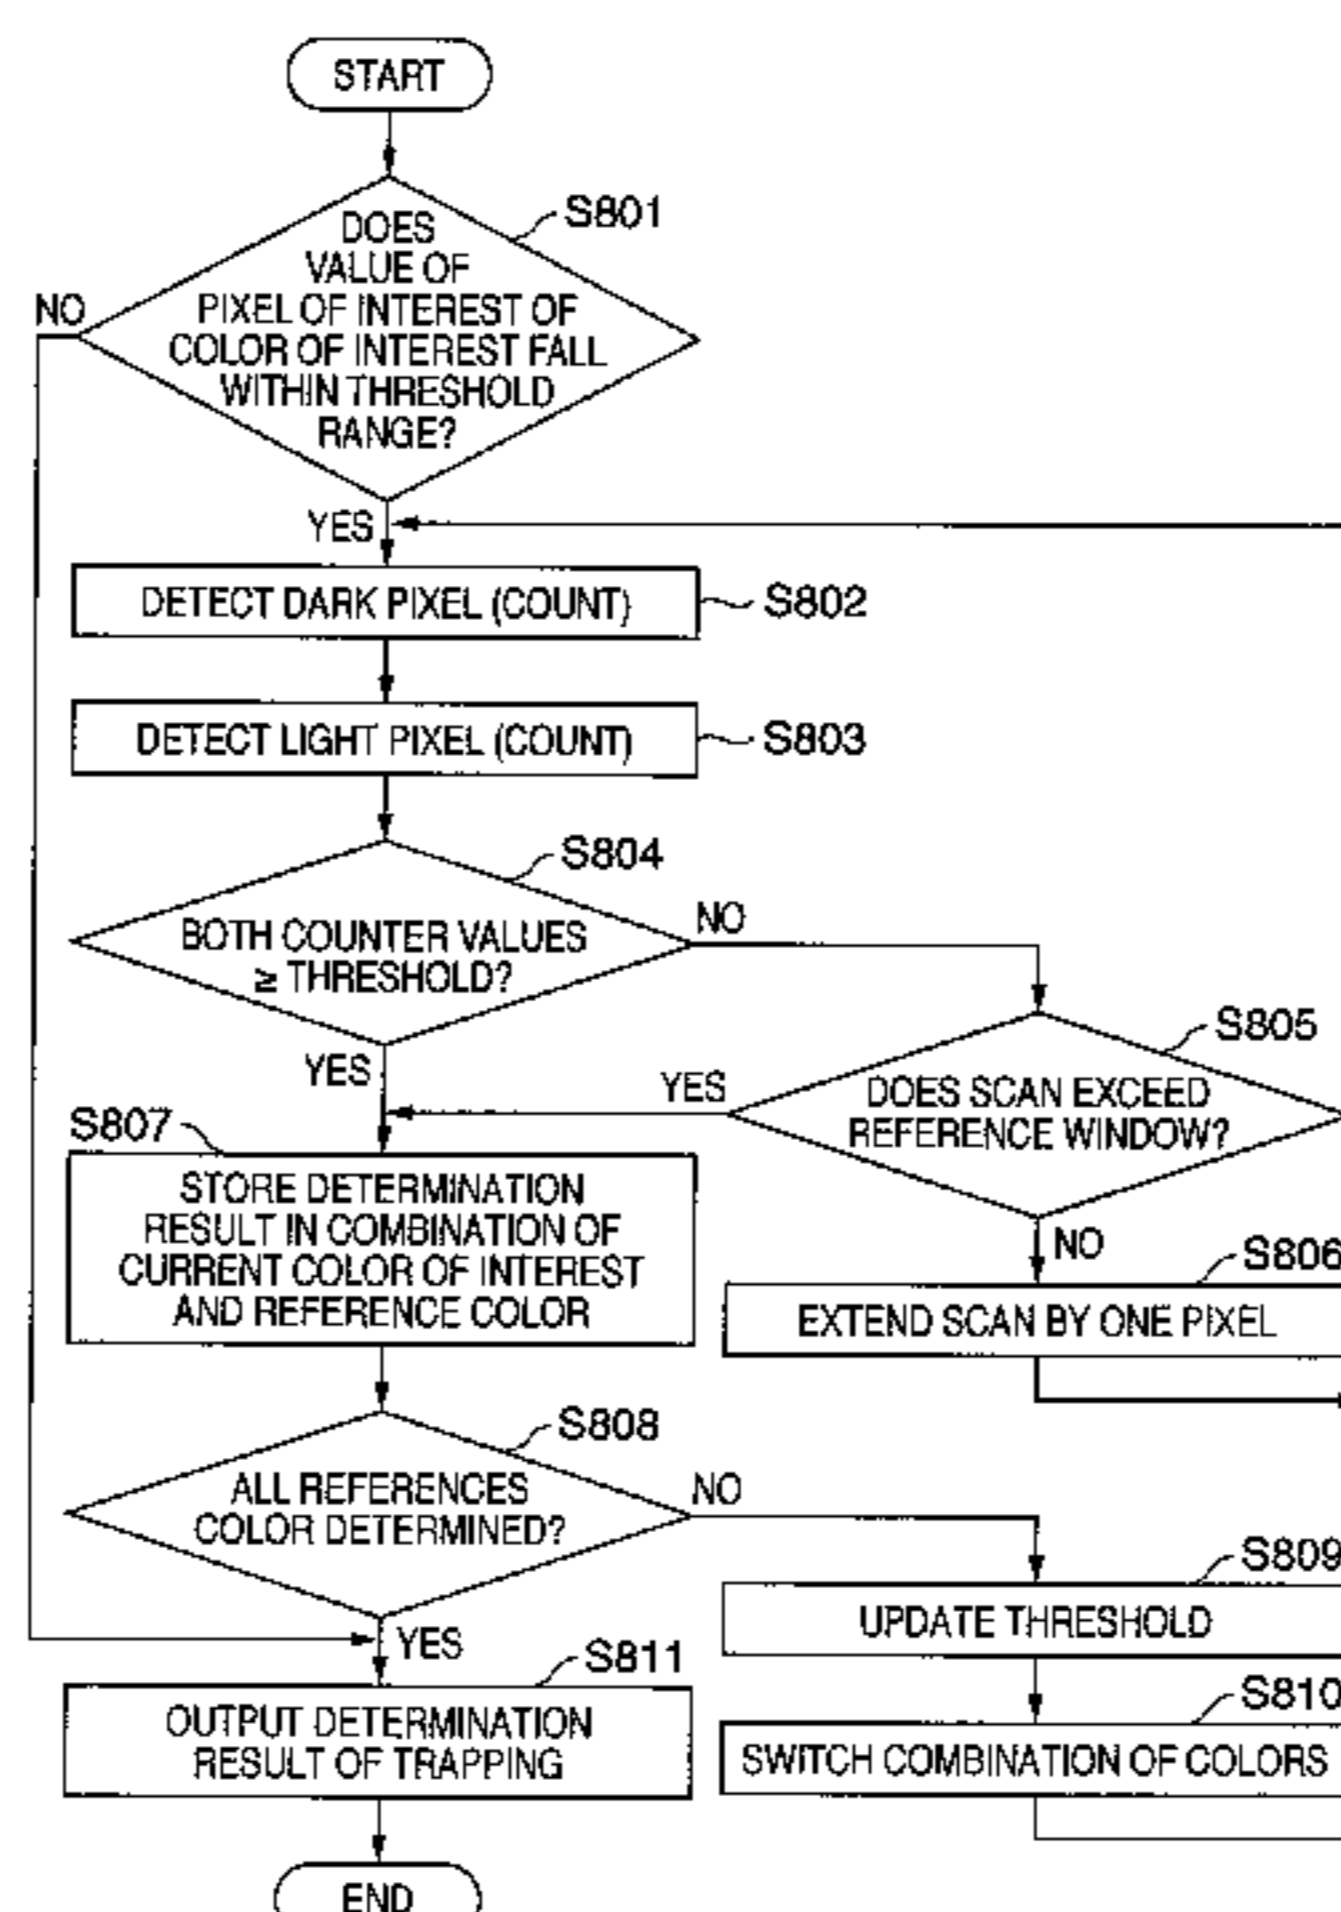 START
S801
DOES
VALUE OF
PIXEL OF INTEREST OF
COLOR OF INTEREST FALL
WITHIN THRESHOLD
RANGE?
NO
YES
DETECT DARK PIXEL (COUNT)
S802
DETECT LIGHT PIXEL (COUNT)
S803
S804
BOTH COUNTER VALUES
≥ THRESHOLD?
NO
YES
S805
DOES SCAN EXCEED
REFERENCE WINDOW?
YES
NO
S806
EXTEND SCAN BY ONE PIXEL
S807
STORE DETERMINATION
RESULT IN COMBINATION OF
CURRENT COLOR OF INTEREST
AND REFERENCE COLOR
S808
ALL REFERENCES
COLOR DETERMINED?
NO
YES
S809
UPDATE THRESHOLD
S810
SWITCH COMBINATION OF COLORS
S811
OUTPUT DETERMINATION
RESULT OF TRAPPING
END